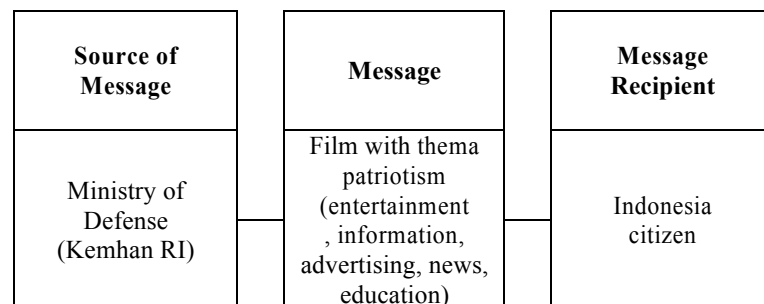 Source of
Message
Message
Message
Recipient
Ministry of
Defense
(Kemhan RI)
Film with thema
patriotism
(entertainment
, information,
advertising, news,
education)
Indonesia
citizen